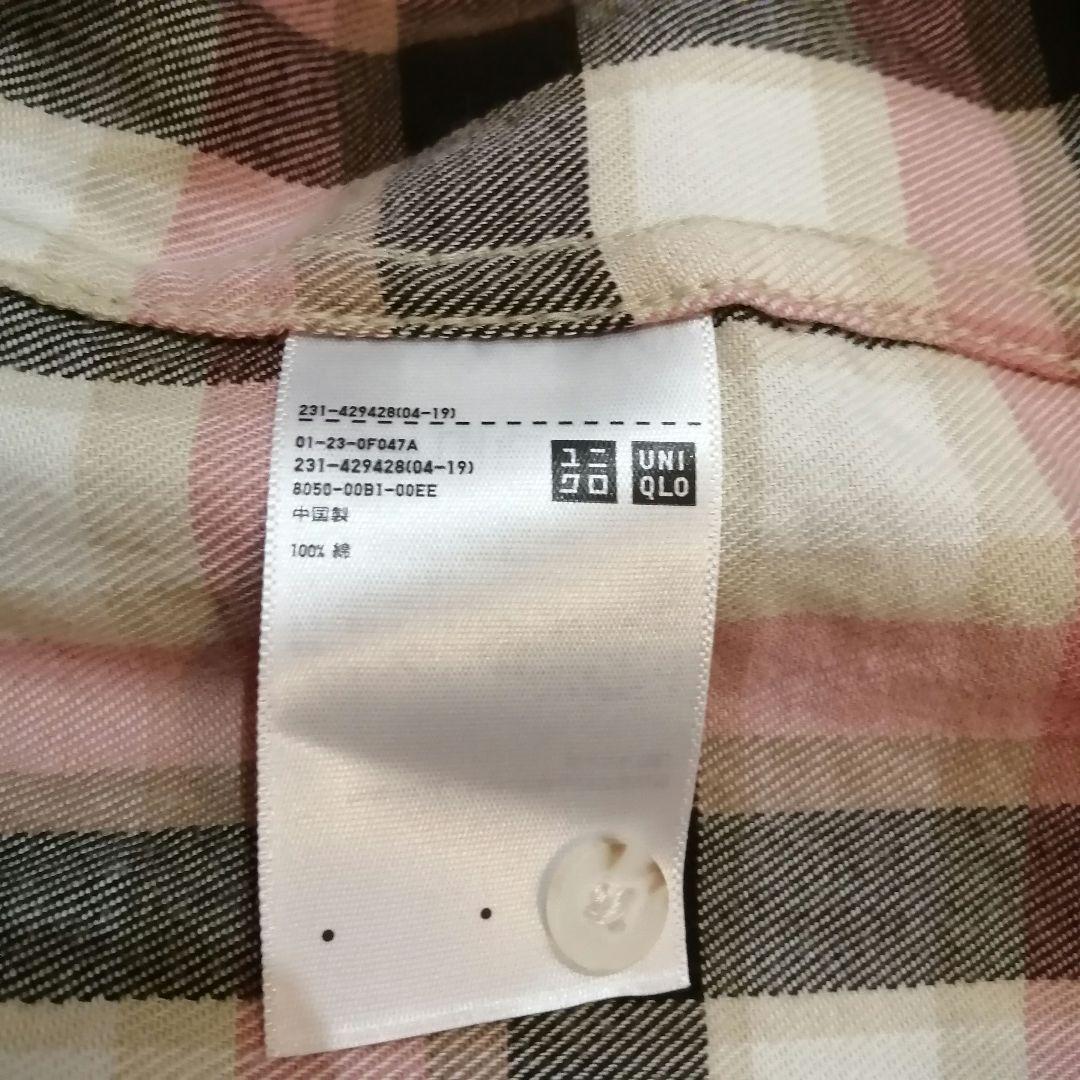 231-429428(04-19)
01-23-0F047A
231-429428(04-19)
8050-00B1-00EE
中国製
100% 綿
ユニ
クロ
UNI
QLO